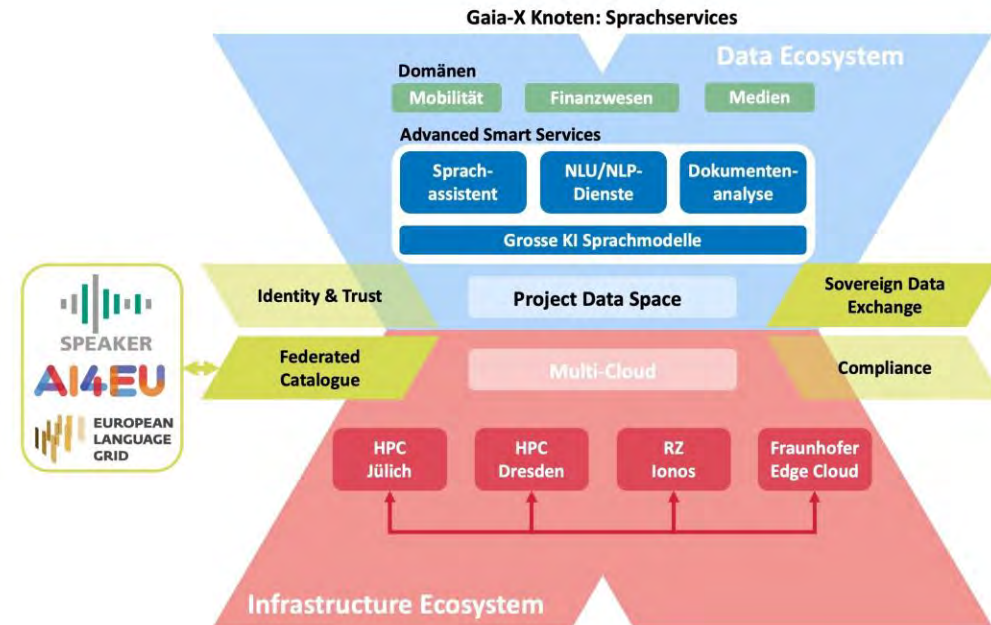 Gaia-X Knoten: Sprachservices
Data Ecosystem
Domänen
Mobilität
Finanzwesen
Medien
Advanced Smart Services
Sprach-
assistent
NLU/NLP-
Dienste
Dokumenten-
analyse
Grosse KI Sprachmodelle
Identity & Trust
Project Data Space
Sovereign Data
Exchange
SPEAKER
AI4EU
EUROPEAN
LANGUAGE
GRID
Federated
Catalogue
Multi-Cloud
Compliance
HPC
Jülich
HPC
Dresden
RZ
Ionos
Fraunhofer
Edge Cloud
Infrastructure Ecosystem